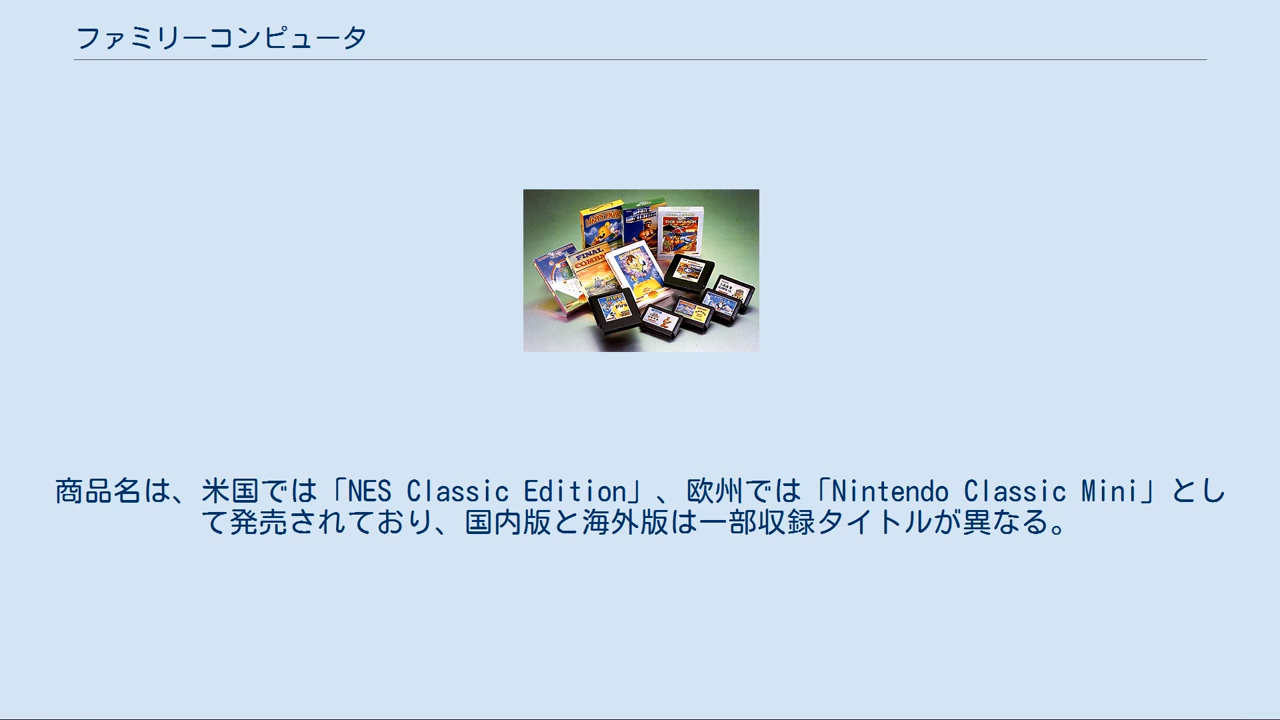 ファミリーコンピュータ
FINAL
商品名は、米国では「NES Classic Edition」、欧州では「Nintendo Classic Mini」とし
て発売されており、国内版と海外版は一部収録タイトルが異なる。